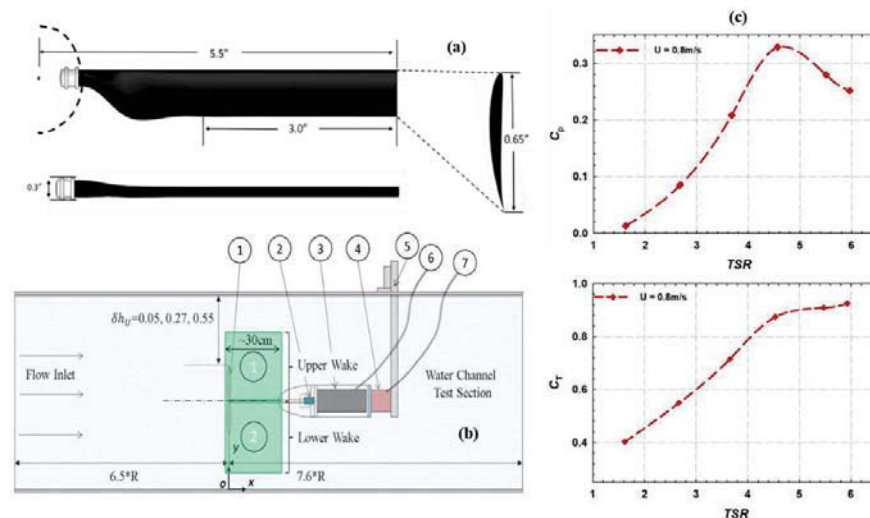 (a)
5.5"
3.0"
0.65"
0.3"
1
2
3
6
4
5
7
δhᵤ=0.05, 0.27, 0.55
~30cm
1
Upper Wake
Flow Inlet
Water Channel
Test Section
2
Lower Wake
(b)
y
o
x
6.5*R
7.6*R
(c)
U = 0.8m/s
0.3
0.2
0.1
0.0
C_P
1 2 3 4 5 6
TSR
U = 0.8m/s
1.0
0.8
0.6
0.4
C_T
1 2 3 4 5 6
TSR